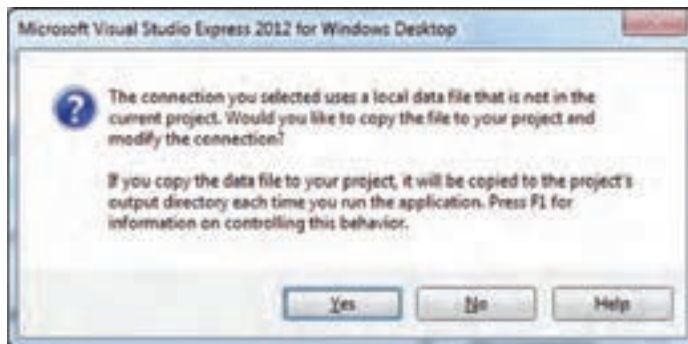 Microsoft Visual Studio Express 2012 for Windows Desktop
The connection you selected uses a local data file that is not in the
current project. Would you like to copy the file to your project and
modify the connection?
If you copy the data file to your project, it will be copied to the project's
output directory each time you run the application. Press F1 for
information on controlling this behavior.
Yes No Help